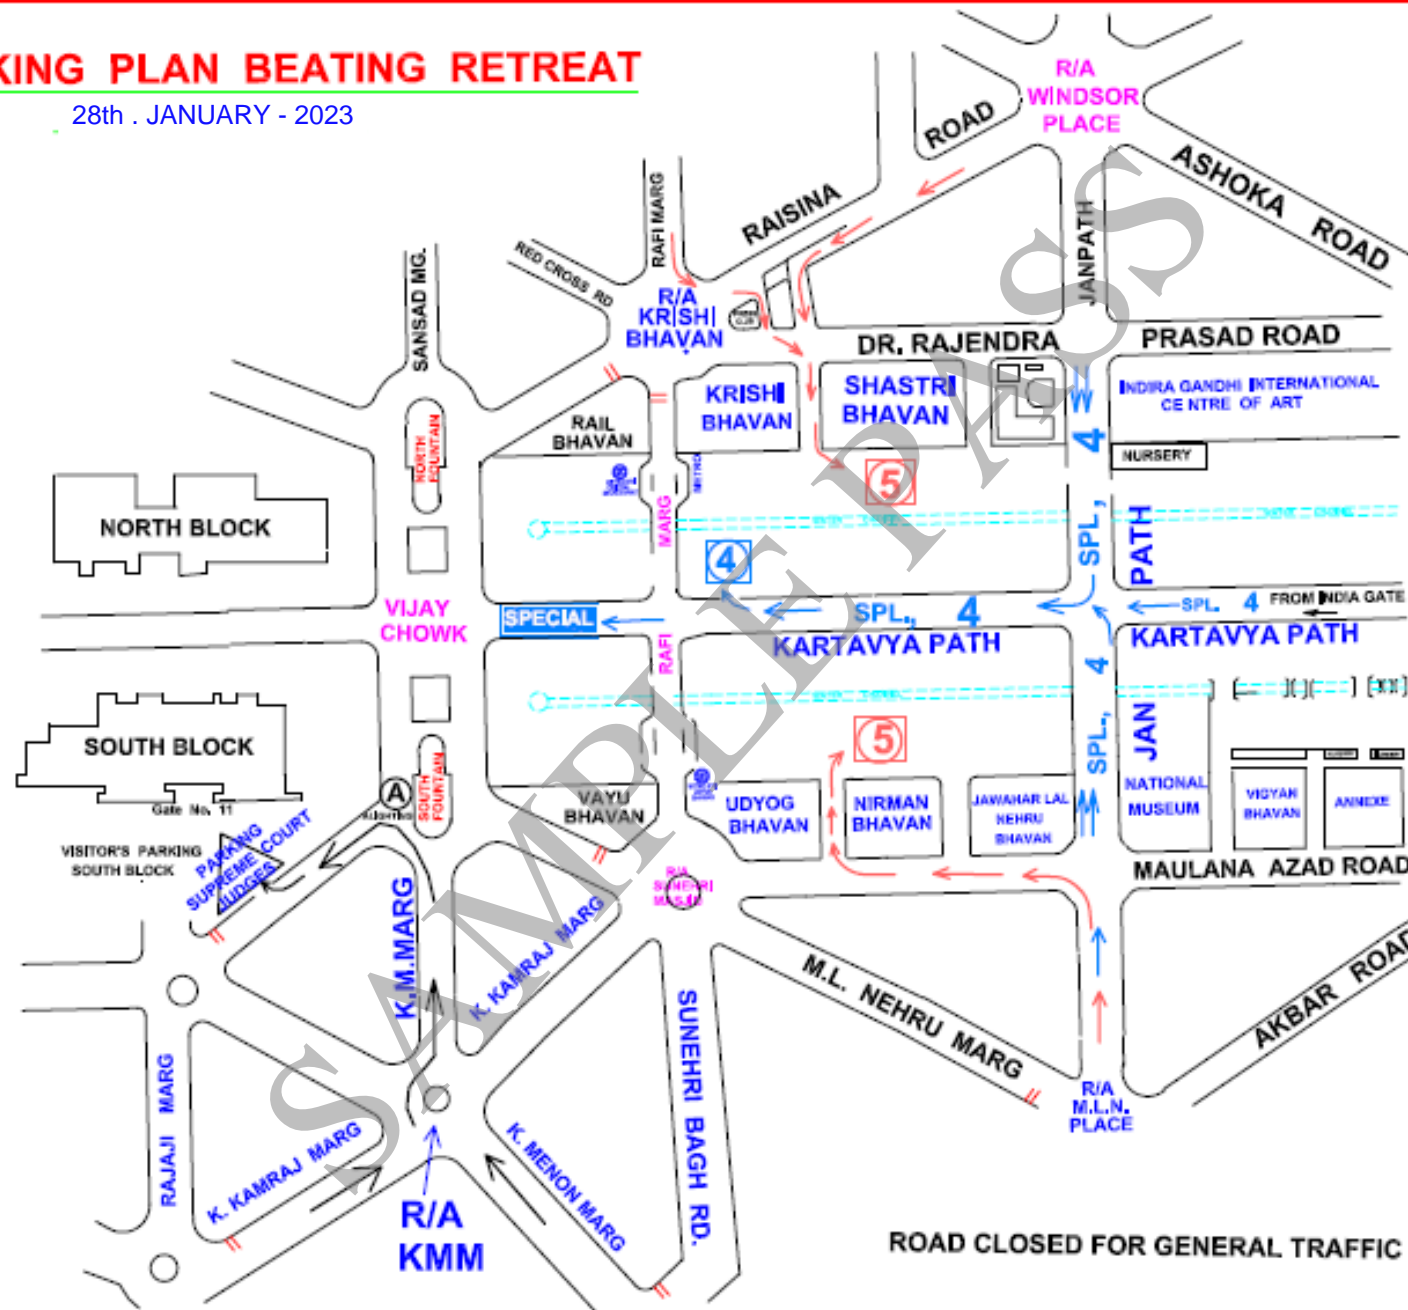 KING PLAN BEATING RETREAT
28th . JANUARY - 2023
R/A
WINDSOR
PLACE
ROAD
ASHOKA ROAD
RAFI MARG
RAISINA
JANPATH
SANSAD MG.
RED CROSS RD
R/A
KRISHI
BHAVAN
DR. RAJENDRA
PRASAD ROAD
KRISHI
BHAVAN
SHASTRI
BHAVAN
INDIRA GANDHI INTERNATIONAL
CENTRE OF ART
RAIL
BHAVAN
NORTH
FOUNTAIN
4
NURSERY
METRO
5
NORTH BLOCK
MARG
SPL,
PATH
4
VIJAY
CHOWK
SPECIAL
SPL., 4
SPL. 4
FROM INDIA GATE
KARTAVYA PATH
KARTAVYA PATH
RAFI
SPL., 4
JAN
SOUTH BLOCK
5
A
ALIGHTING
SOUTH
FOUNTAIN
Gate No. 11
VAYU
BHAVAN
UDYOG
BHAVAN
NIRMAN
BHAVAN
JAWAHAR LAL
NEHRU
BHAVAN
NATIONAL
MUSEUM
VIGYAN
BHAVAN
ANNEXE
VISITOR'S PARKING
SOUTH BLOCK
PARKING
SUPREME COURT
JUDGES
MAULANA AZAD ROAD
R/A
SUNEHRI
MASJID
K.M.MARG
K. KAMRAJ MARG
M.L. NEHRU MARG
AKBAR ROAD
SUNEHRI BAGH RD.
RAJAJI MARG
K. KAMRAJ MARG
K. MENON MARG
R/A
M.L.N.
PLACE
R/A
KMM
ROAD CLOSED FOR GENERAL TRAFFIC
SAMPLE PASS